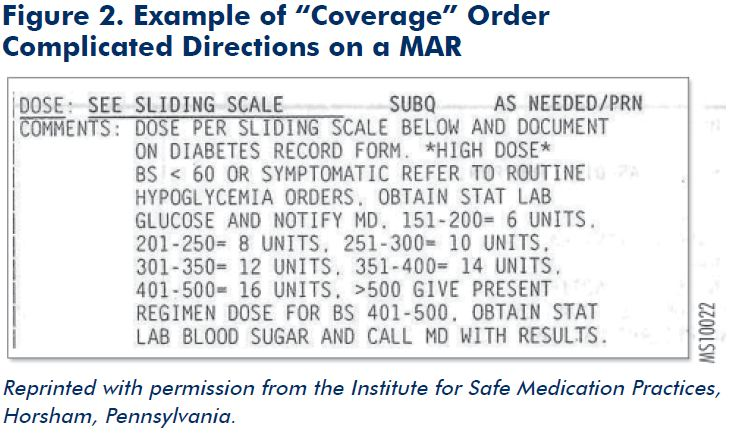 Figure 2. Example of “Coverage” Order
Complicated Directions on a MAR
DOSE: SEE SLIDING SCALE SUBQ AS NEEDED/PRN
COMMENTS: DOSE PER SLIDING SCALE BELOW AND DOCUMENT
ON DIABETES RECORD FORM. *HIGH DOSE*
BS < 60 OR SYMPTOMATIC REFER TO ROUTINE
HYPOGLYCEMIA ORDERS, OBTAIN STAT LAB
GLUCOSE AND NOTIFY MD. 151-200= 6 UNITS,
201-250= 8 UNITS, 251-300= 10 UNITS,
301-350= 12 UNITS, 351-400= 14 UNITS,
401-500= 16 UNITS, >500 GIVE PRESENT
REGIMEN DOSE FOR BS 401-500, OBTAIN STAT
LAB BLOOD SUGAR AND CALL MD WITH RESULTS.
MS10022
Reprinted with permission from the Institute for Safe Medication Practices,
Horsham, Pennsylvania.